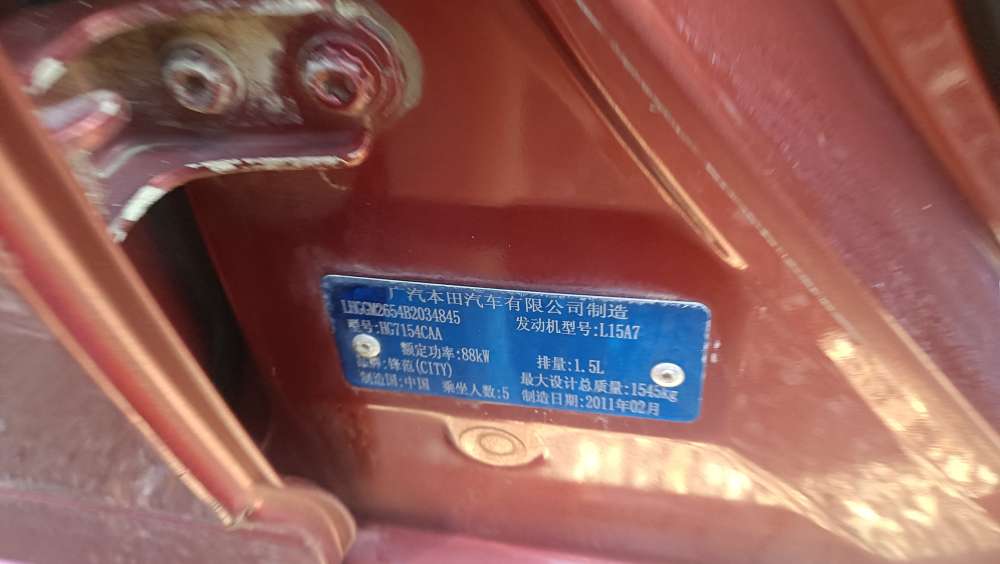 广汽本田汽车有限公司制造
LHGGM2654B2034845
型号:HG7154CAA 发动机型号:L15A7
额定功率:88kW 排量:1.5L
锋范(CITY) 最大设计总质量:1545kg
制造国:中国 乘坐人数:5 制造日期:2011年02月